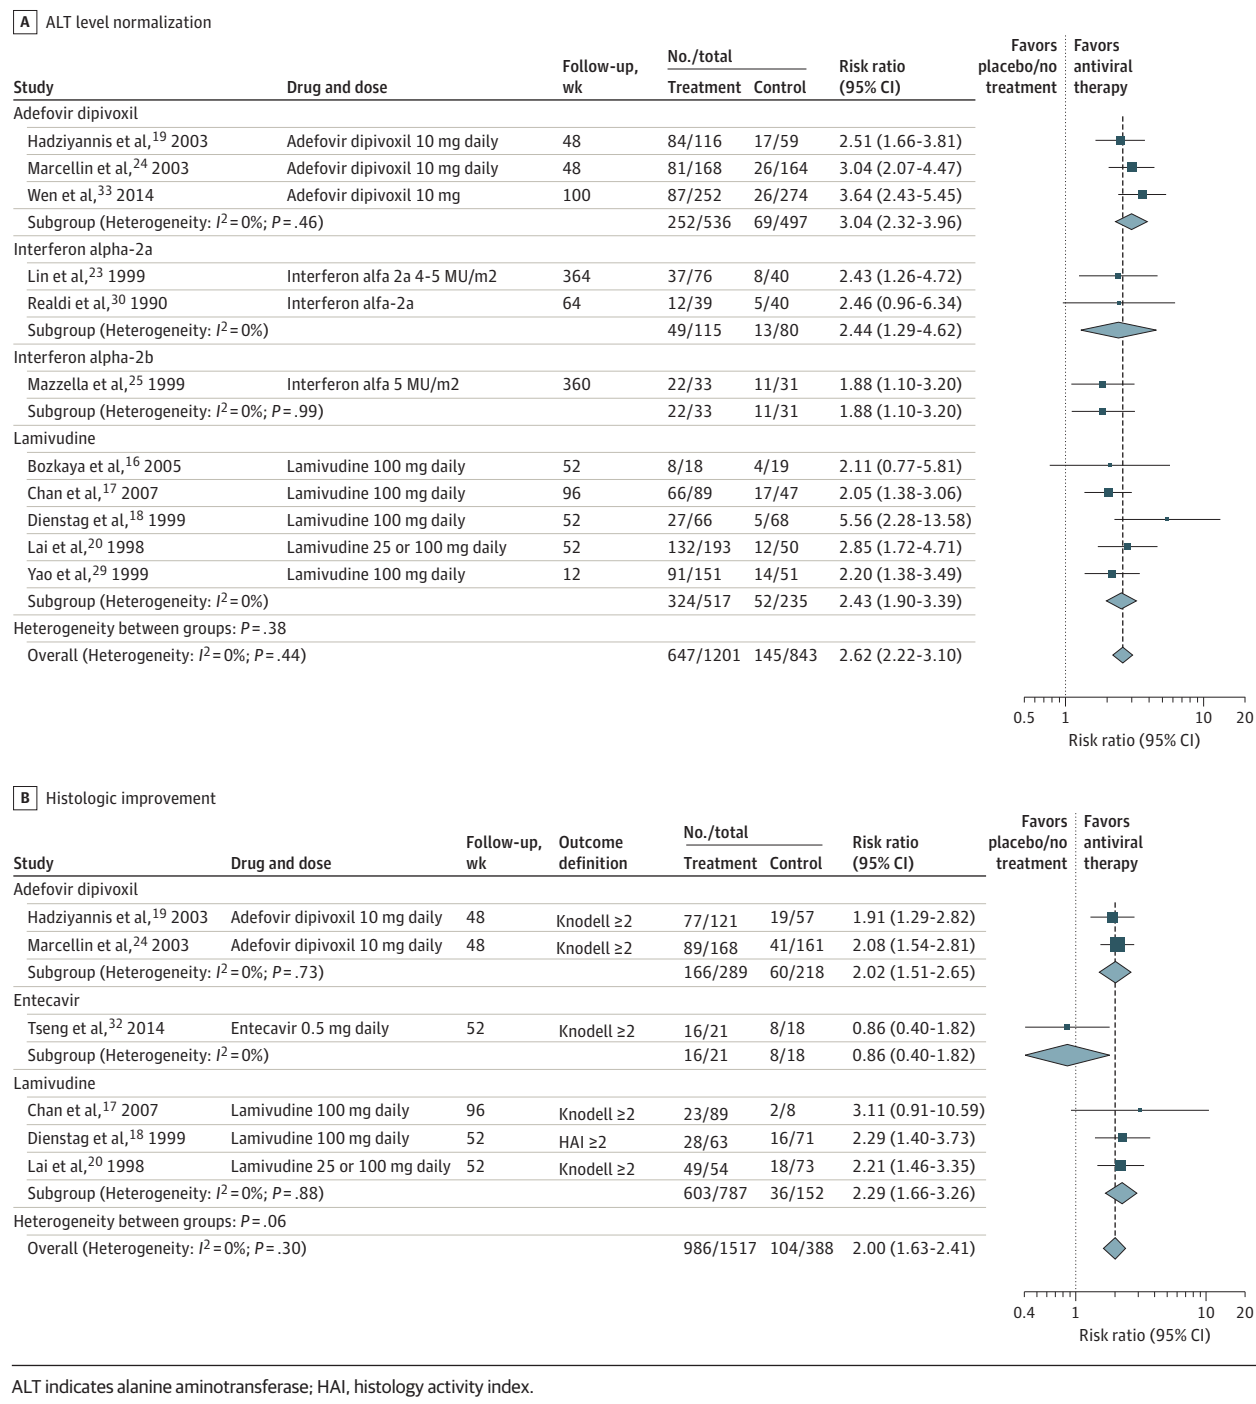 A ALT level normalization
Favors placebo/no treatment
Favors antiviral therapy
Study Drug and dose Follow-up, wk No./total Treatment Control Risk ratio (95% CI)
Adefovir dipivoxil
Hadziyannis et al,19 2003 Adefovir dipivoxil 10 mg daily 48 84/116 17/59 2.51 (1.66-3.81)
Marcellin et al,24 2003 Adefovir dipivoxil 10 mg daily 48 81/168 26/164 3.04 (2.07-4.47)
Wen et al,33 2014 Adefovir dipivoxil 10 mg 100 87/252 26/274 3.64 (2.43-5.45)
Subgroup (Heterogeneity: I2 = 0%; P = .46) 252/536 69/497 3.04 (2.32-3.96)
Interferon alpha-2a
Lin et al,23 1999 Interferon alfa 2a 4-5 MU/m2 364 37/76 8/40 2.43 (1.26-4.72)
Realdi et al,30 1990 Interferon alfa-2a 64 12/39 5/40 2.46 (0.96-6.34)
Subgroup (Heterogeneity: I2 = 0%) 49/115 13/80 2.44 (1.29-4.62)
Interferon alpha-2b
Mazzella et al,25 1999 Interferon alfa 5 MU/m2 360 22/33 11/31 1.88 (1.10-3.20)
Subgroup (Heterogeneity: I2 = 0%; P = .99) 22/33 11/31 1.88 (1.10-3.20)
Lamivudine
Bozkaya et al,16 2005 Lamivudine 100 mg daily 52 8/18 4/19 2.11 (0.77-5.81)
Chan et al,17 2007 Lamivudine 100 mg daily 96 66/89 17/47 2.05 (1.38-3.06)
Dienstag et al,18 1999 Lamivudine 100 mg daily 52 27/66 5/68 5.56 (2.28-13.58)
Lai et al,20 1998 Lamivudine 25 or 100 mg daily 52 132/193 12/50 2.85 (1.72-4.71)
Yao et al,29 1999 Lamivudine 100 mg daily 12 91/151 14/51 2.20 (1.38-3.49)
Subgroup (Heterogeneity: I2 = 0%) 324/517 52/235 2.43 (1.90-3.39)
Heterogeneity between groups: P = .38
Overall (Heterogeneity: I2 = 0%; P = .44) 647/1201 145/843 2.62 (2.22-3.10)
0.5 1 10 20
Risk ratio (95% CI)
B Histologic improvement
Favors placebo/no treatment
Favors antiviral therapy
Study Drug and dose Follow-up, wk Outcome definition No./total Treatment Control Risk ratio (95% CI)
Adefovir dipivoxil
Hadziyannis et al,19 2003 Adefovir dipivoxil 10 mg daily 48 Knodell ≥2 77/121 19/57 1.91 (1.29-2.82)
Marcellin et al,24 2003 Adefovir dipivoxil 10 mg daily 48 Knodell ≥2 89/168 41/161 2.08 (1.54-2.81)
Subgroup (Heterogeneity: I2 = 0%; P = .73) 166/289 60/218 2.02 (1.51-2.65)
Entecavir
Tseng et al,32 2014 Entecavir 0.5 mg daily 52 Knodell ≥2 16/21 8/18 0.86 (0.40-1.82)
Subgroup (Heterogeneity: I2 = 0%) 16/21 8/18 0.86 (0.40-1.82)
Lamivudine
Chan et al,17 2007 Lamivudine 100 mg daily 96 Knodell ≥2 23/89 2/8 3.11 (0.91-10.59)
Dienstag et al,18 1999 Lamivudine 100 mg daily 52 HAI ≥2 28/63 16/71 2.29 (1.40-3.73)
Lai et al,20 1998 Lamivudine 25 or 100 mg daily 52 Knodell ≥2 49/54 18/73 2.21 (1.46-3.35)
Subgroup (Heterogeneity: I2 = 0%; P = .88) 603/787 36/152 2.29 (1.66-3.26)
Heterogeneity between groups: P = .06
Overall (Heterogeneity: I2 = 0%; P = .30) 986/1517 104/388 2.00 (1.63-2.41)
0.4 1 10 20
Risk ratio (95% CI)
ALT indicates alanine aminotransferase; HAI, histology activity index.